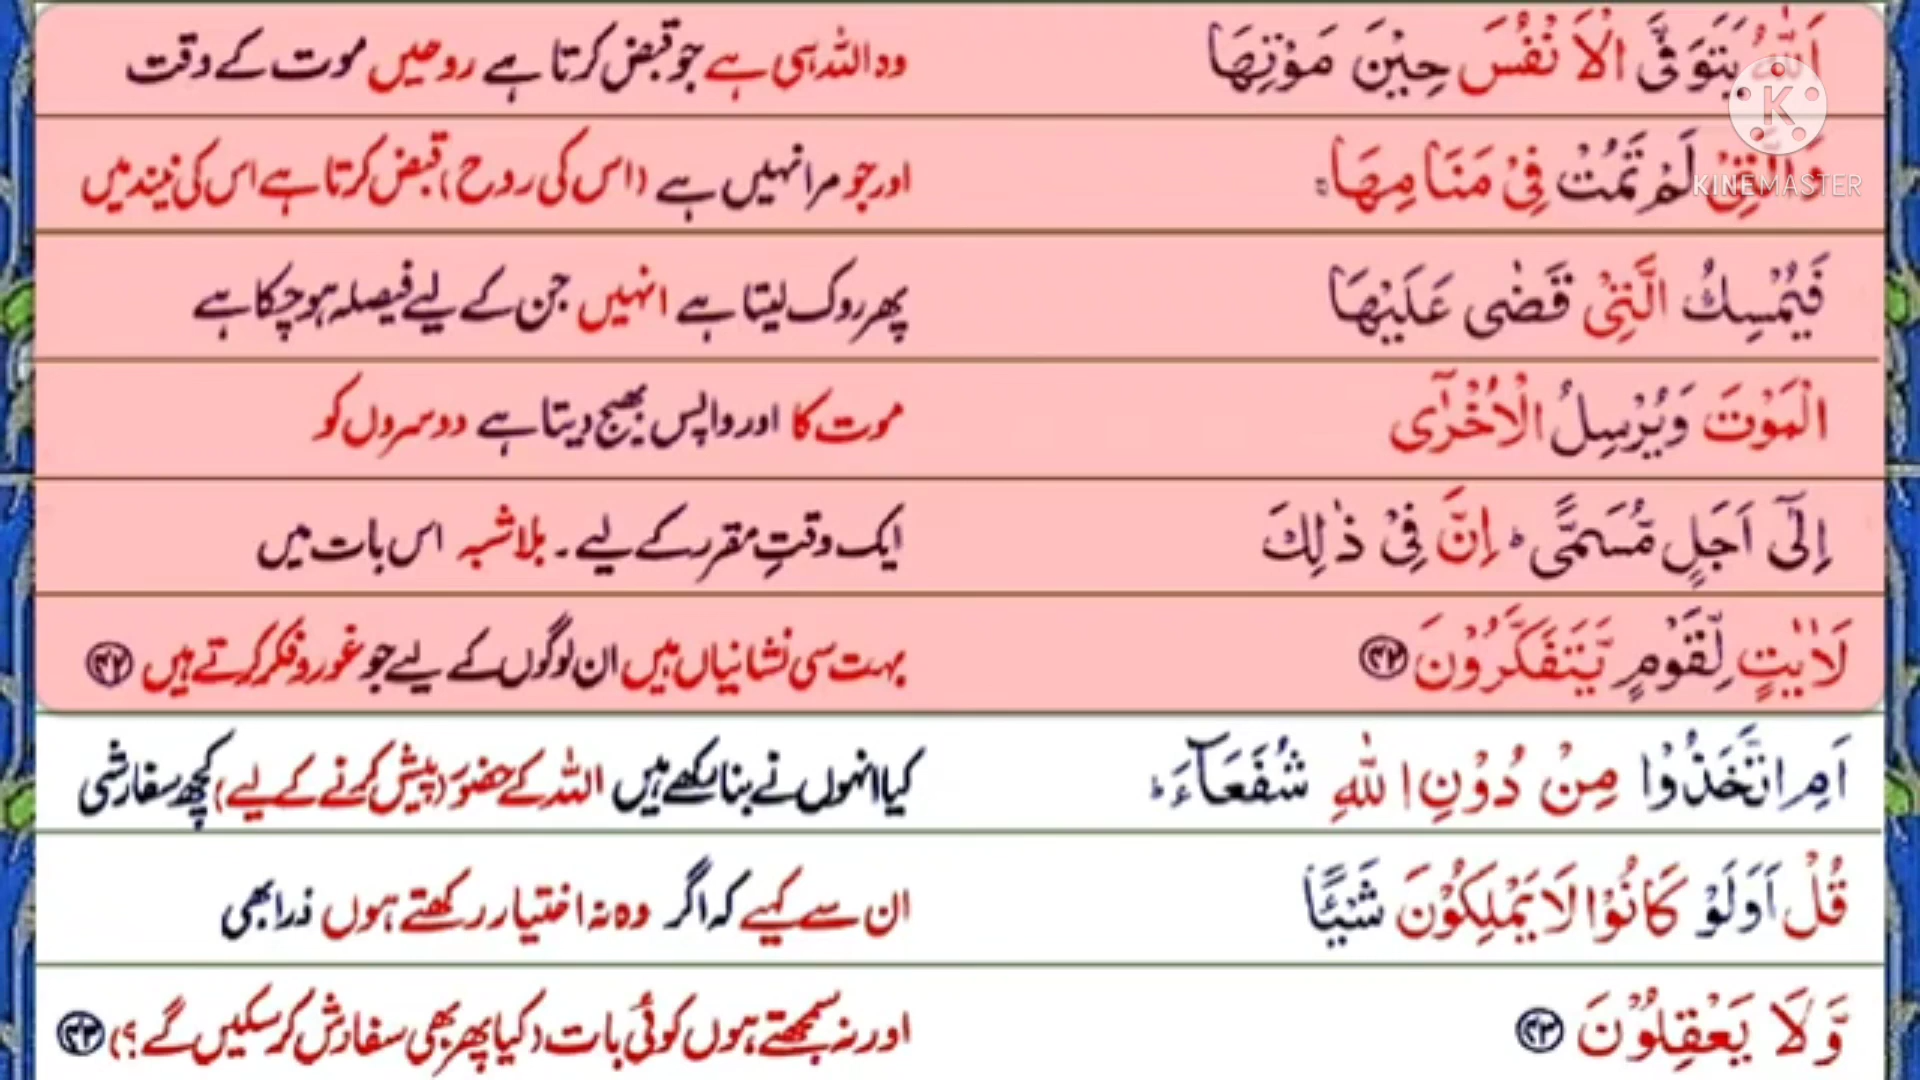 اَللّٰهُ يَتَوَفَّى الْاَنْفُسَ حِيْنَ مَوْتِهَا وہ اللہ ہی ہے جو قبض کرتا ہے روحیں موت کے وقت
وَالَّتِيْ لَمْ تَمُتْ فِيْ مَنَامِهَا ۚ اور جو مرا نہیں ہے (اس کی روح) قبض کرتا ہے اس کی نیند میں
فَيُمْسِكُ الَّتِيْ قَضٰى عَلَيْهَا پھر روک لیتا ہے انہیں جن کے لیے فیصلہ ہو چکا ہے
الْمَوْتَ وَيُرْسِلُ الْاُخْرٰٓى موت کا اور واپس بھیج دیتا ہے دوسروں کو
اِلٰٓى اَجَلٍ مُّسَمًّى ؕ اِنَّ فِيْ ذٰلِكَ ایک وقتِ مقرر کے لیے۔ بلاشبہ اس بات میں
لَاٰيٰتٍ لِّقَوْمٍ يَّتَفَكَّرُوْنَ ۴۲ بہت سی نشانیاں ہیں ان لوگوں کے لیے جو غور و فکر کرتے ہیں ۴۲
اَمِ اتَّخَذُوْا مِنْ دُوْنِ اللّٰهِ شُفَعَآءَ ؕ کیا انہوں نے بنا رکھے ہیں اللہ کے حضور (پیش کرنے کے لیے) کچھ سفارشی
قُلْ اَوَلَوْ كَانُوْا لَا يَمْلِكُوْنَ شَيْـًٔا ان سے کہیے کہ اگر وہ نہ اختیار رکھتے ہوں ذرا بھی
وَّلَا يَعْقِلُوْنَ ۴۳ اور نہ سمجھتے ہوں کوئی بات (کیا پھر بھی سفارش کر سکیں گے؟) ۴۳
K
KINEMASTER